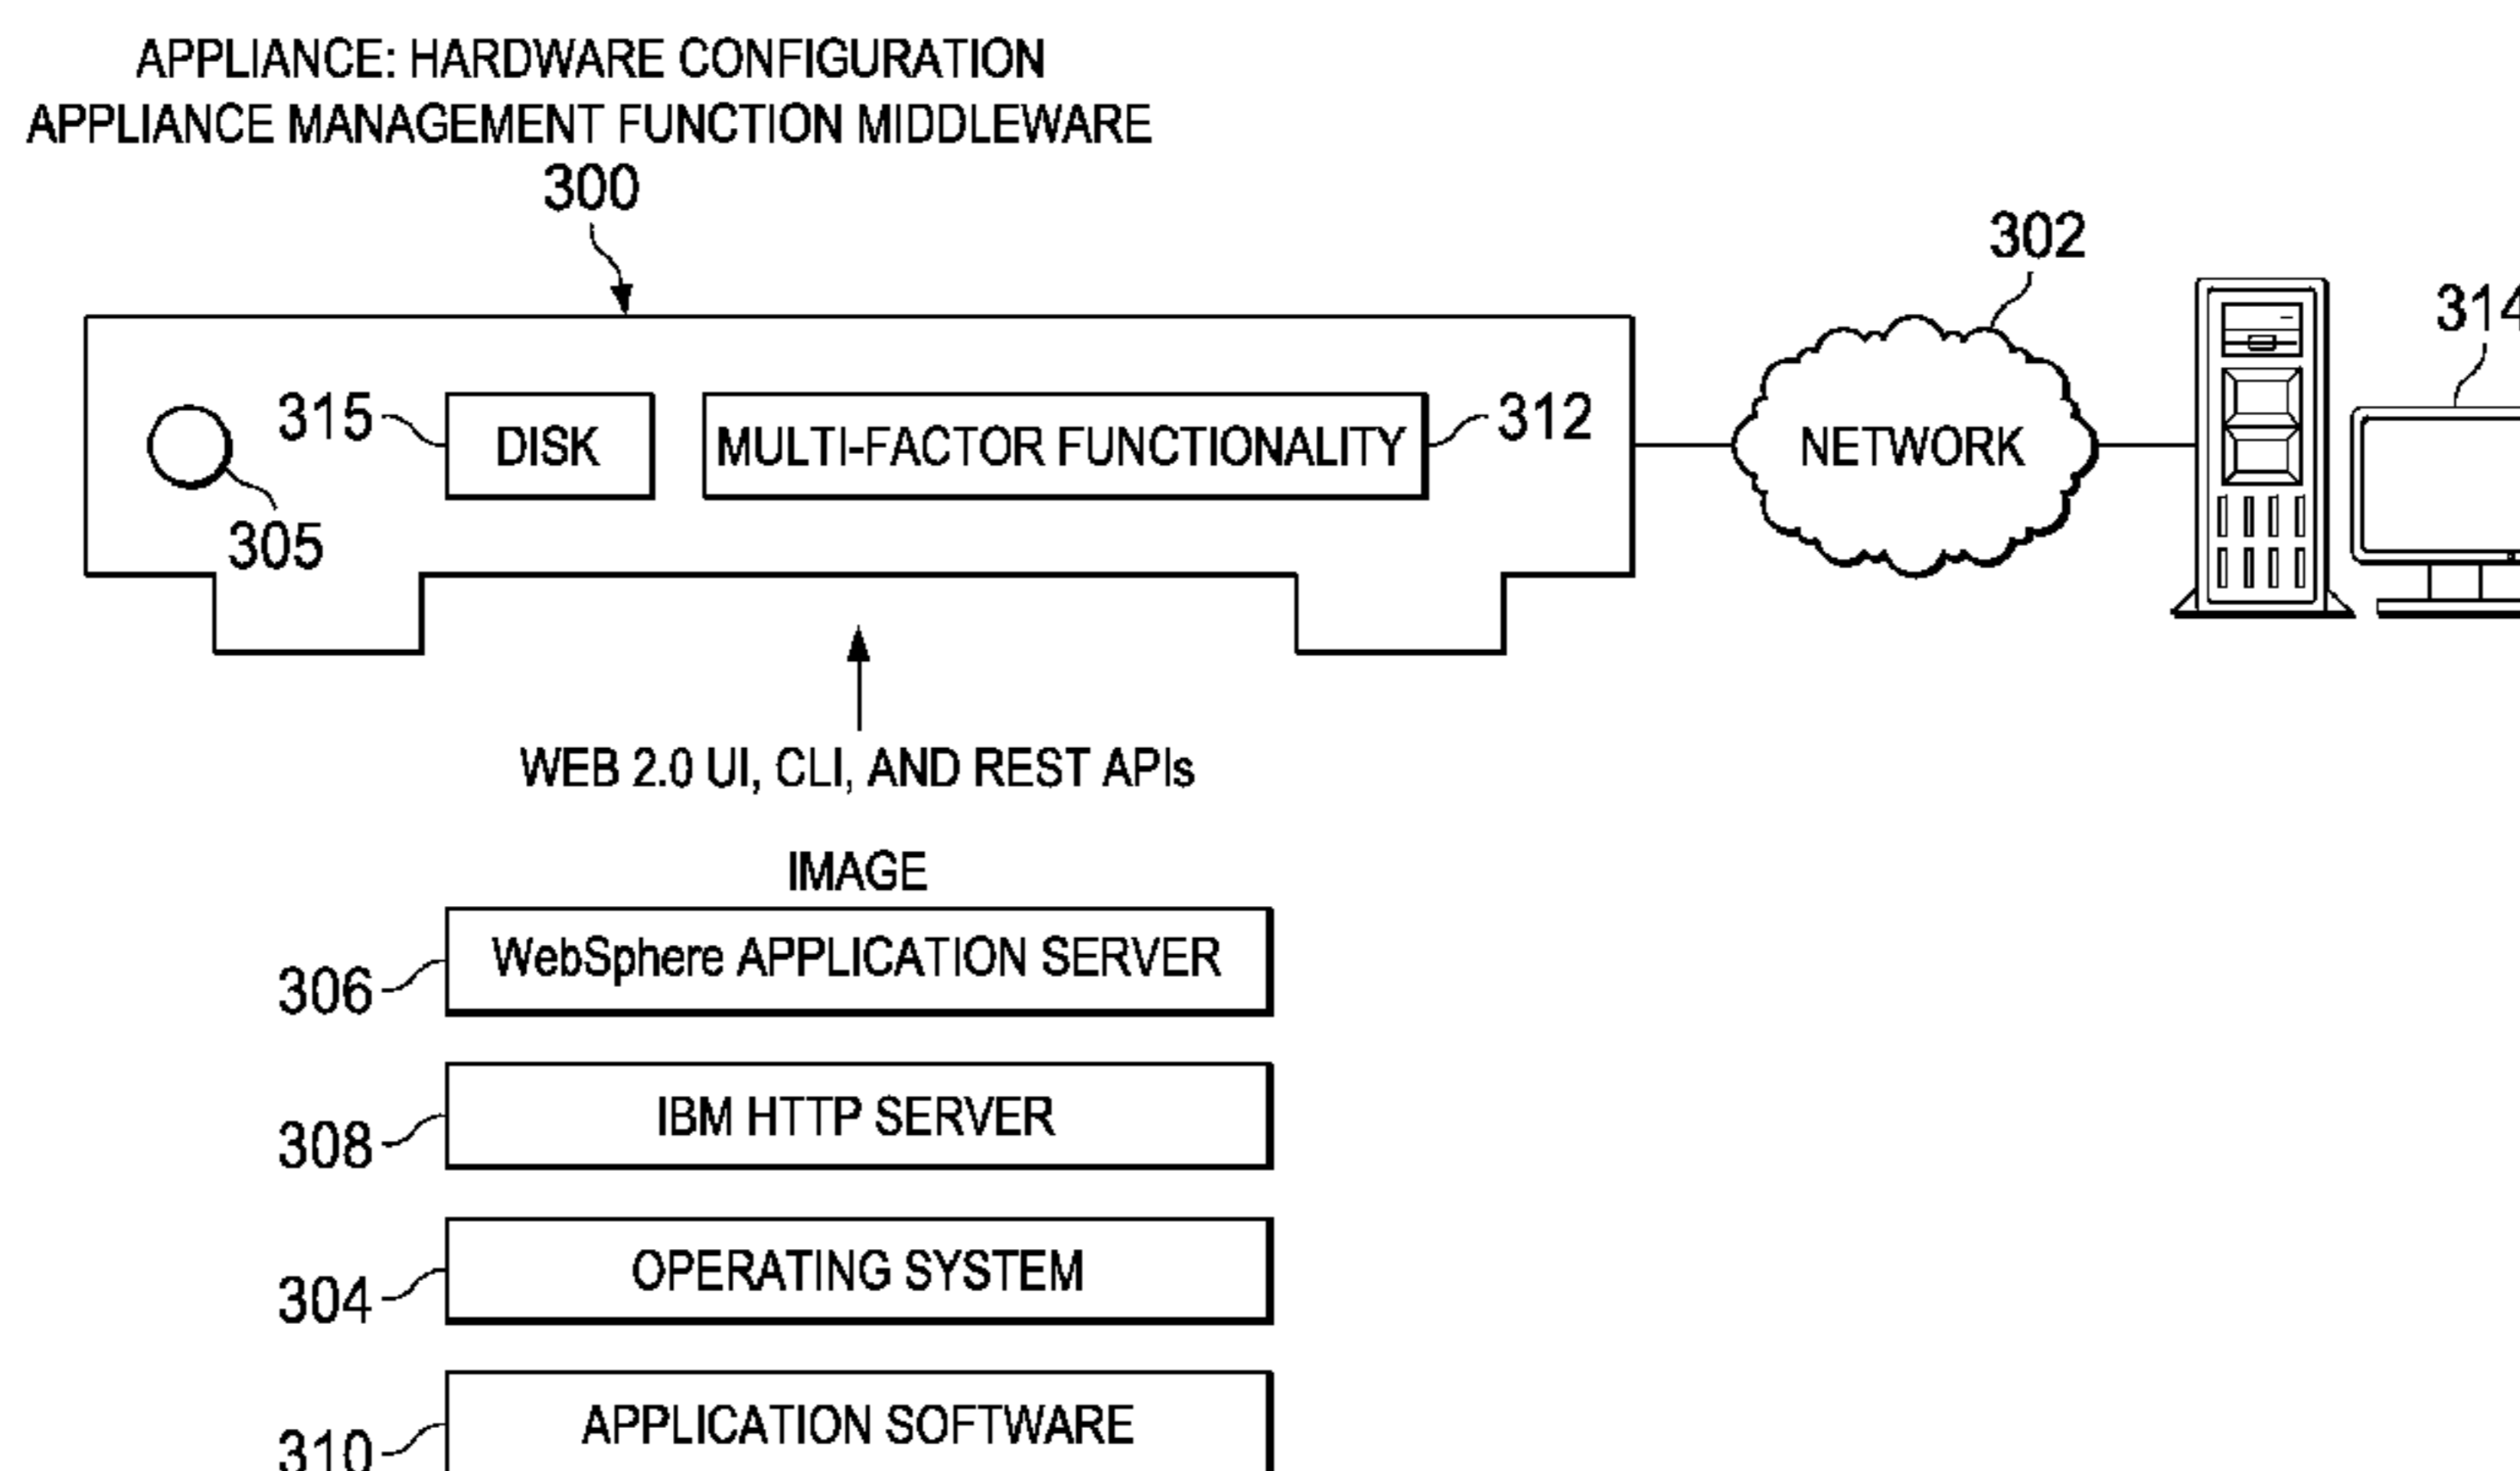 APPLIANCE: HARDWARE CONFIGURATION
APPLIANCE MANAGEMENT FUNCTION MIDDLEWARE
300
302
314
315
DISK
MULTI-FACTOR FUNCTIONALITY
312
NETWORK
305
WEB 2.0 UI, CLI, AND REST APIs
IMAGE
WebSphere APPLICATION SERVER
306
IBM HTTP SERVER
308
OPERATING SYSTEM
304
APPLICATION SOFTWARE
310